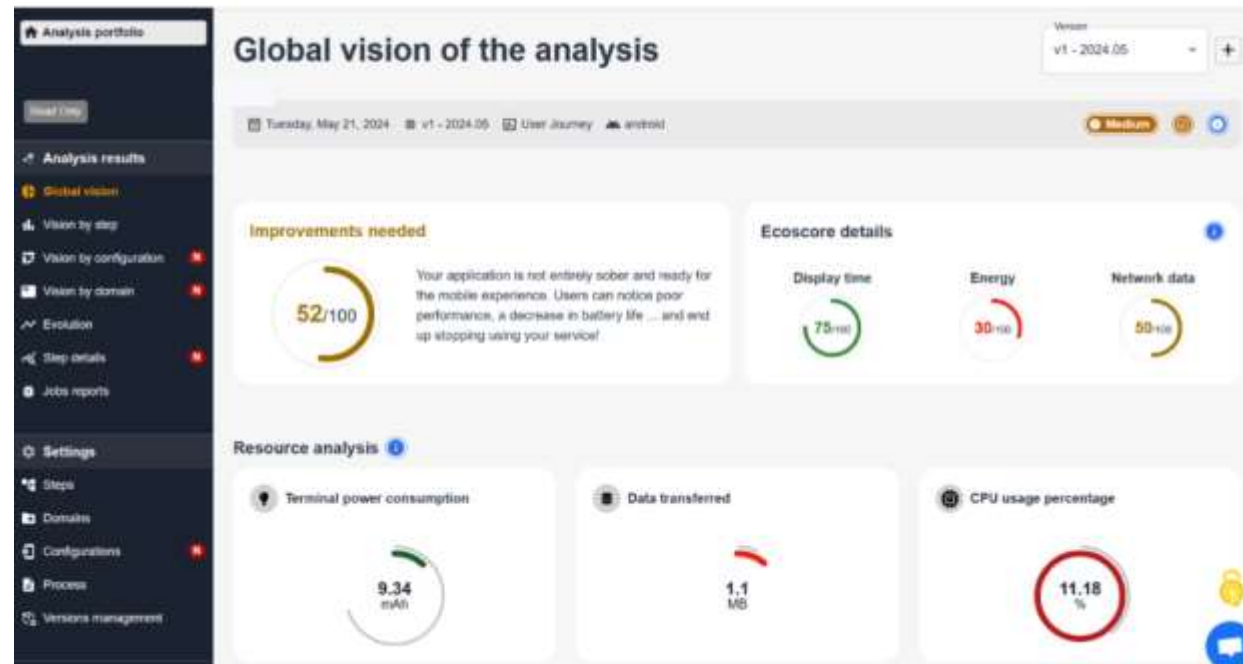 Analysis portfolio
Read Only
Analysis results
Global vision
Vision by step
Vision by configuration N
Vision by domain N
Evolution
Step details N
Jobs reports
Settings
Steps
Domains
Configurations N
Process
Versions management
Global vision of the analysis
Version
v1 - 2024.05
Tuesday, May 21, 2024 v1 - 2024.05 User Journey android
Medium
Improvements needed
52/100
Your application is not entirely sober and ready for
the mobile experience. Users can notice poor
performance, a decrease in battery life ... and end
up stopping using your service!
Ecoscore details
Display time Energy Network data
75/100 30/100 50/100
Resource analysis
Terminal power consumption
9.34
mAh
Data transferred
1.1
MB
CPU usage percentage
11.18
%